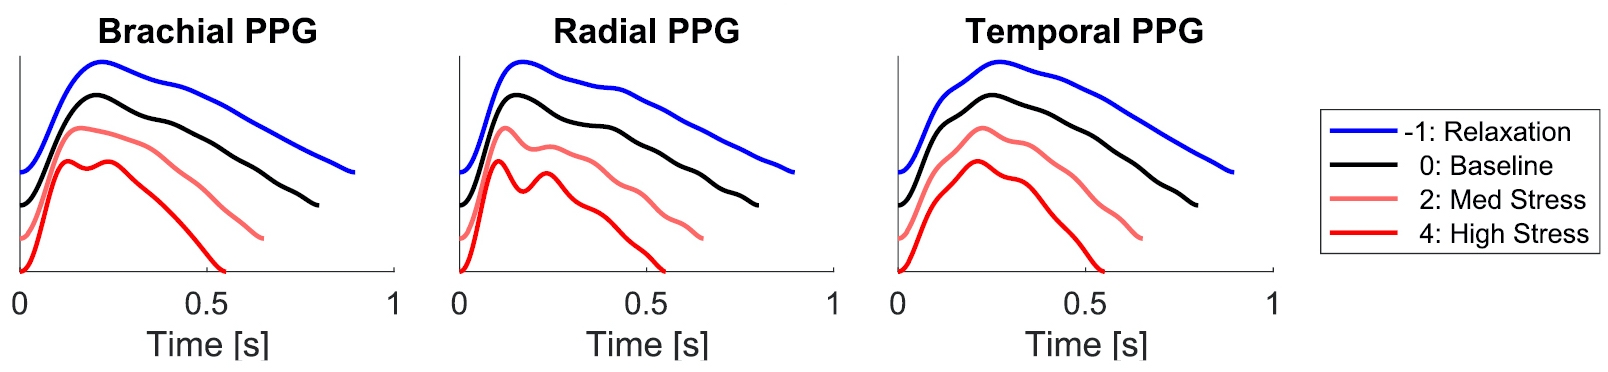 Brachial PPG
Radial PPG
Temporal PPG
0 0.5 1
0 0.5 1
0 0.5 1
Time [s]
Time [s]
Time [s]
-1: Relaxation
0: Baseline
2: Med Stress
4: High Stress